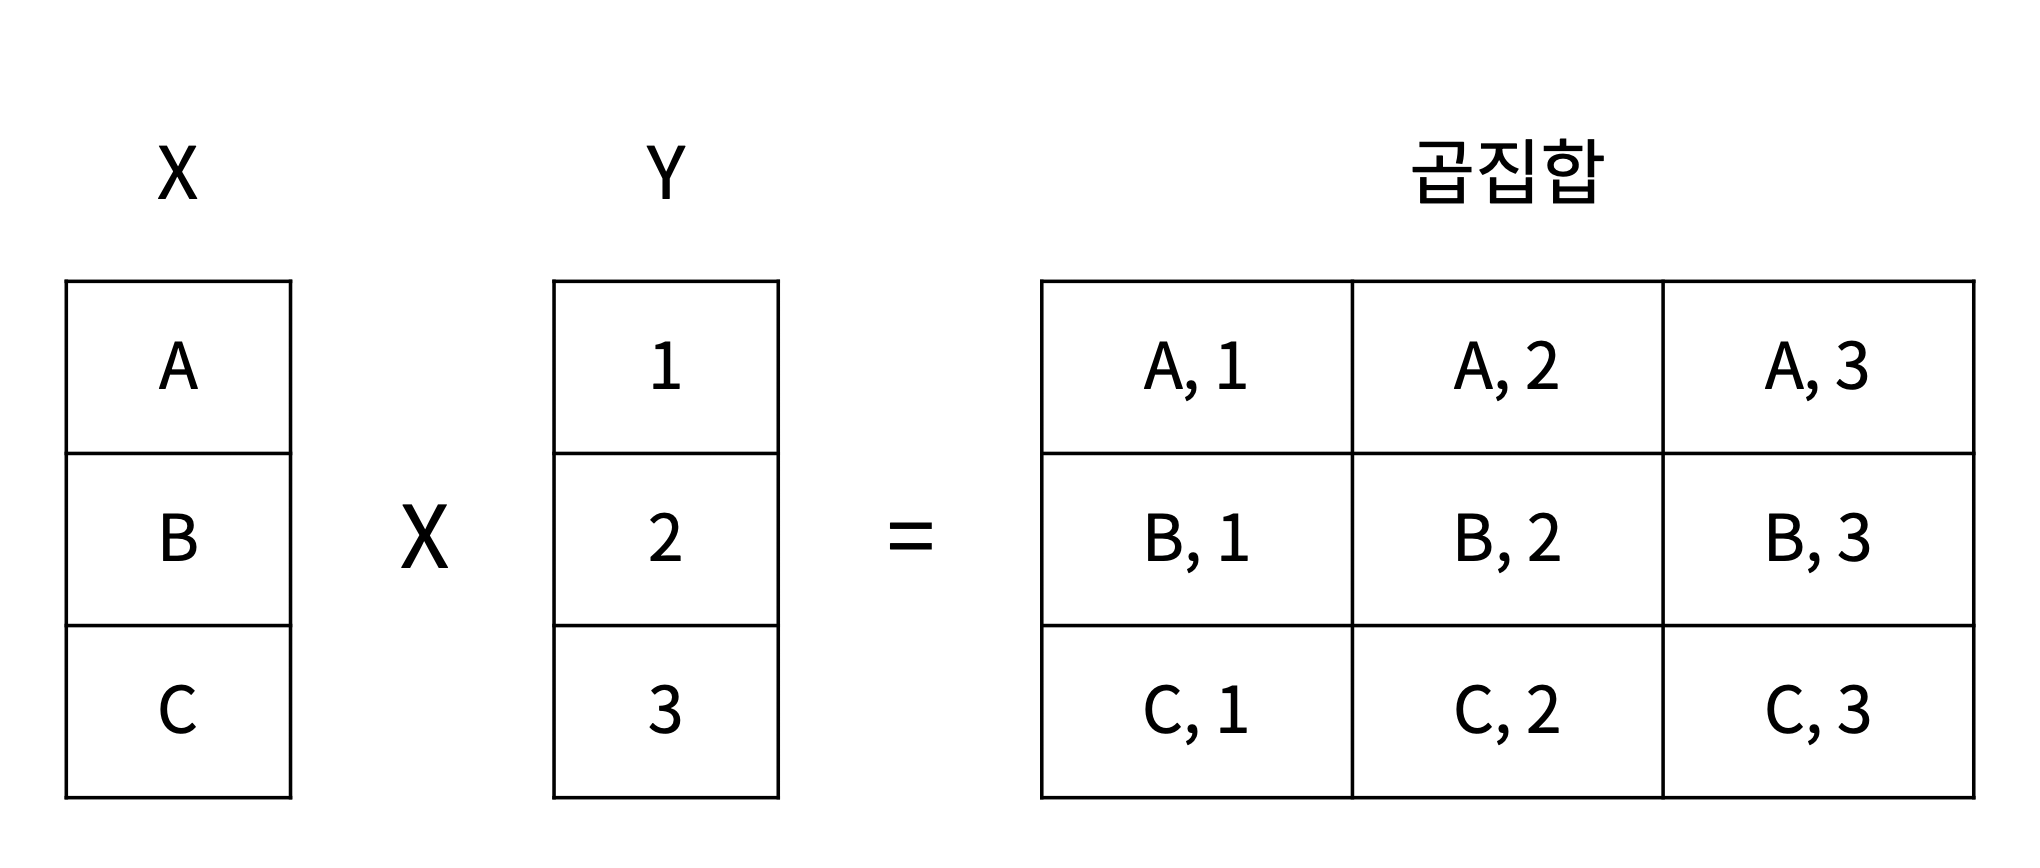 X Y 곱집합
A 1 A, 1 A, 2 A, 3
B X 2 = B, 1 B, 2 B, 3
C 3 C, 1 C, 2 C, 3